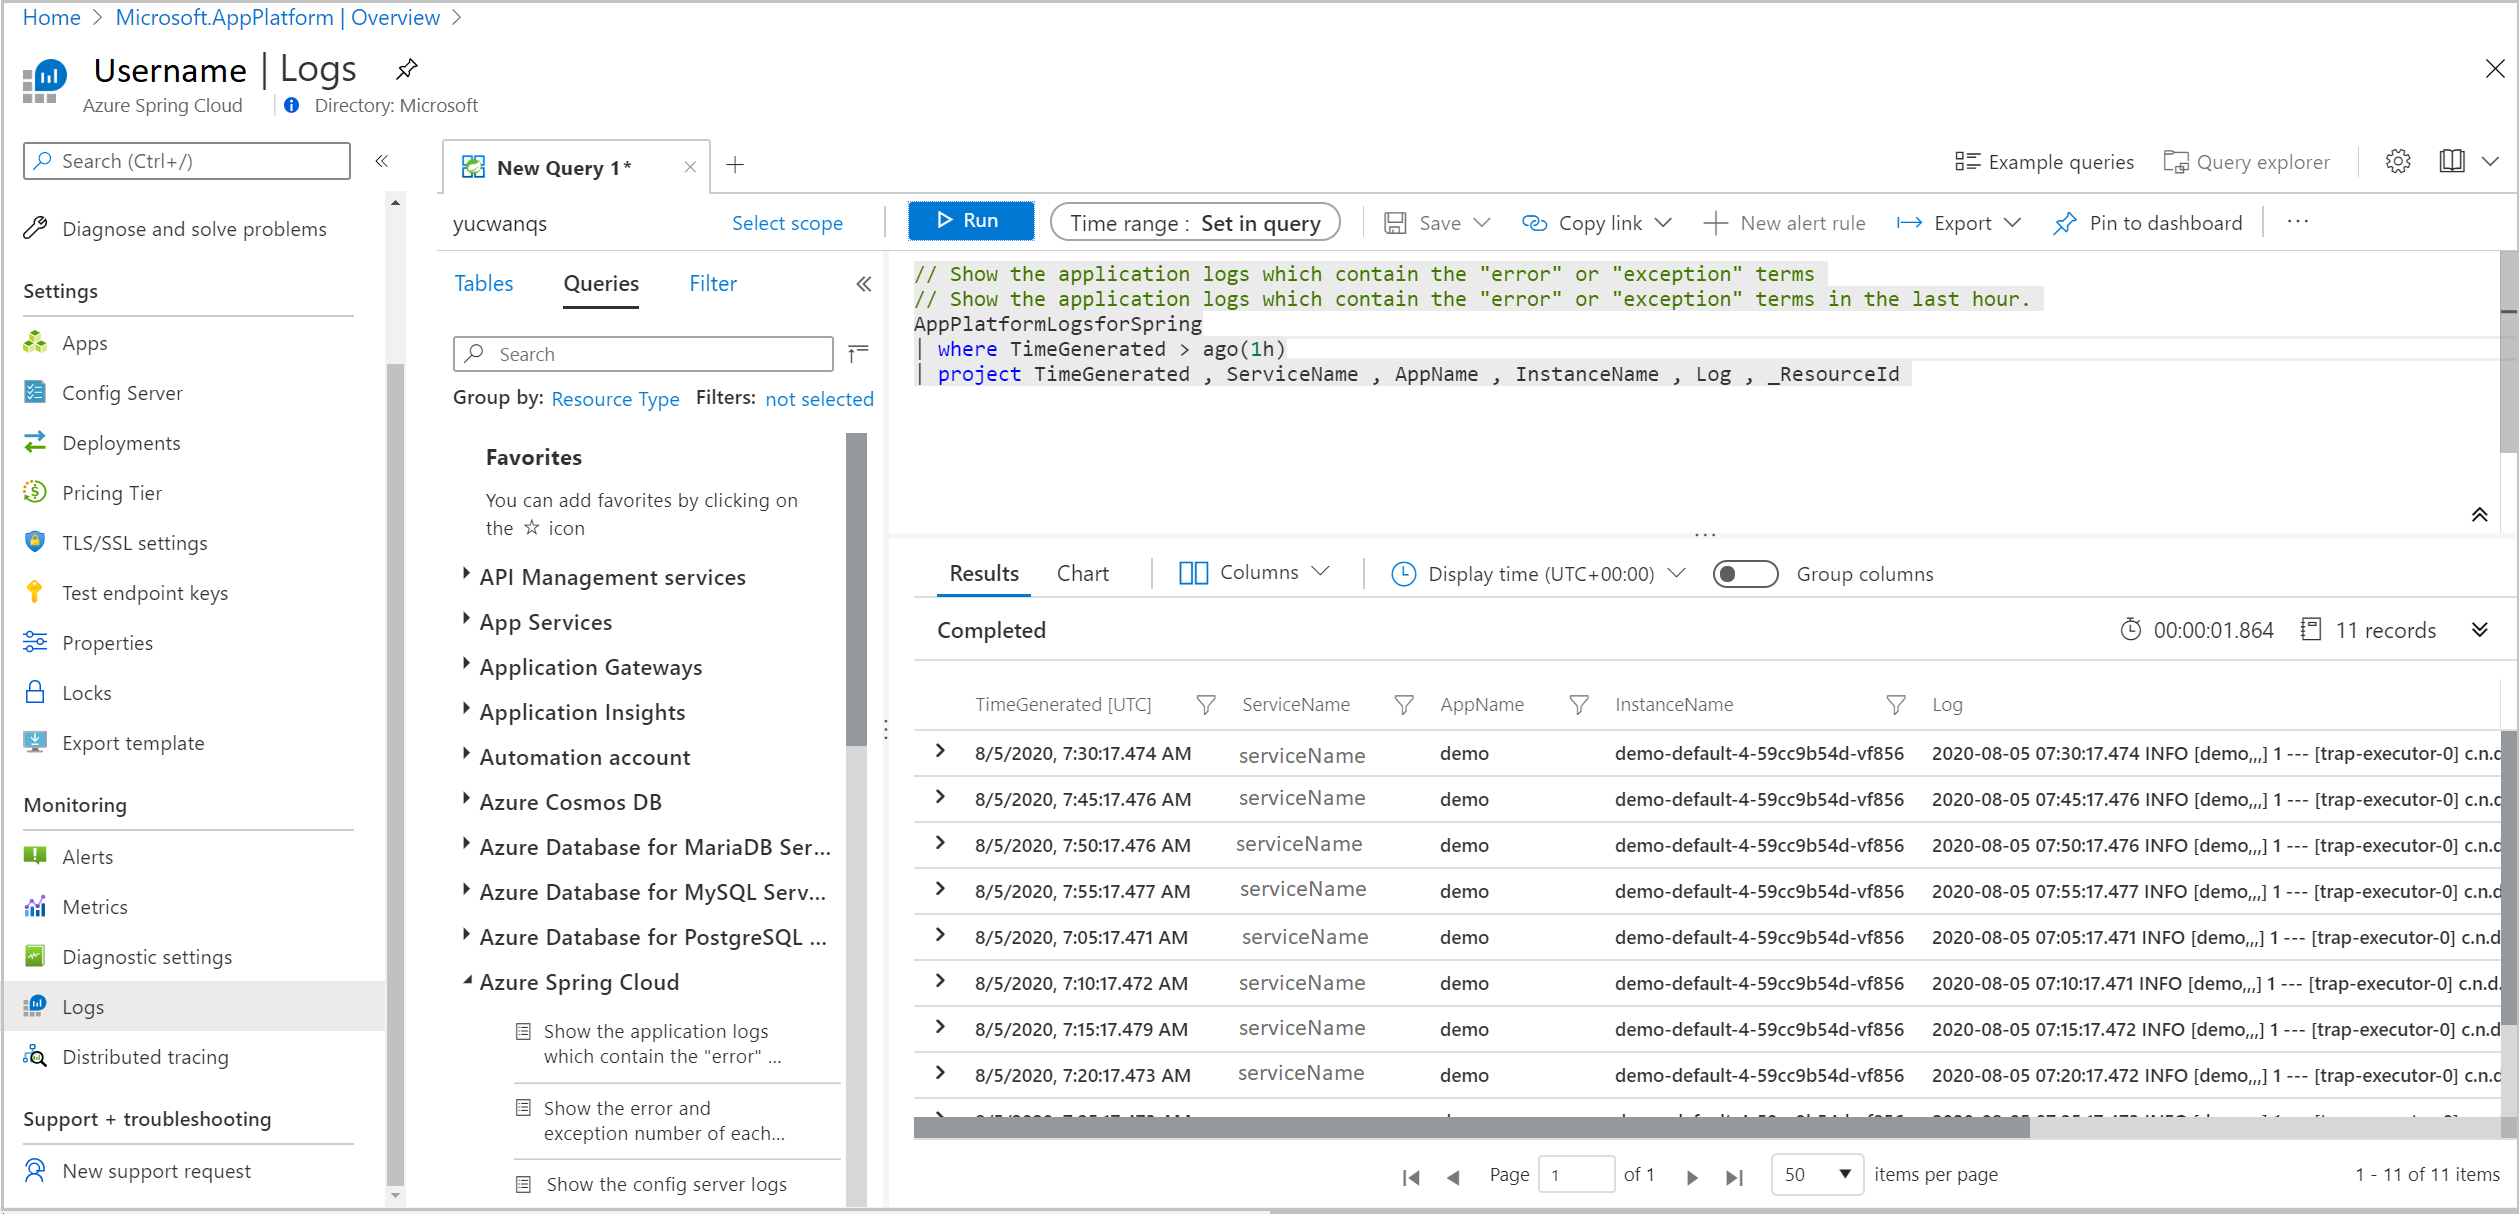 Home > Microsoft.AppPlatform | Overview >
Username | Logs
Azure Spring Cloud
Directory: Microsoft
Search (Ctrl+/)
Diagnose and solve problems
Settings
Apps
Config Server
Deployments
Pricing Tier
TLS/SSL settings
Test endpoint keys
Properties
Locks
Export template
Monitoring
Alerts
Metrics
Diagnostic settings
Logs
Distributed tracing
Support + troubleshooting
New support request
New Query 1*
Example queries
Query explorer
yucwanqs
Select scope
Run
Time range : Set in query
Save
Copy link
New alert rule
Export
Pin to dashboard
Tables
Queries
Filter
Search
Group by: Resource Type Filters: not selected
Favorites
You can add favorites by clicking on
the ☆ icon
API Management services
App Services
Application Gateways
Application Insights
Automation account
Azure Cosmos DB
Azure Database for MariaDB Ser...
Azure Database for MySQL Serv...
Azure Database for PostgreSQL ...
Azure Spring Cloud
Show the application logs
which contain the "error" ...
Show the error and
exception number of each...
Show the config server logs
// Show the application logs which contain the "error" or "exception" terms
// Show the application logs which contain the "error" or "exception" terms in the last hour.
AppPlatformLogsforSpring
| where TimeGenerated > ago(1h)
| project TimeGenerated , ServiceName , AppName , InstanceName , Log , _ResourceId
Results
Chart
Columns
Display time (UTC+00:00)
Group columns
Completed
00:00:01.864
11 records
TimeGenerated [UTC] ServiceName AppName InstanceName Log
8/5/2020, 7:30:17.474 AM serviceName demo demo-default-4-59cc9b54d-vf856 2020-08-05 07:30:17.474 INFO [demo,,,] 1 --- [trap-executor-0] c.n.d
8/5/2020, 7:45:17.476 AM serviceName demo demo-default-4-59cc9b54d-vf856 2020-08-05 07:45:17.476 INFO [demo,,,] 1 --- [trap-executor-0] c.n.d
8/5/2020, 7:50:17.476 AM serviceName demo demo-default-4-59cc9b54d-vf856 2020-08-05 07:50:17.476 INFO [demo,,,] 1 --- [trap-executor-0] c.n.d
8/5/2020, 7:55:17.477 AM serviceName demo demo-default-4-59cc9b54d-vf856 2020-08-05 07:55:17.477 INFO [demo,,,] 1 --- [trap-executor-0] c.n.d
8/5/2020, 7:05:17.471 AM serviceName demo demo-default-4-59cc9b54d-vf856 2020-08-05 07:05:17.471 INFO [demo,,,] 1 --- [trap-executor-0] c.n.d
8/5/2020, 7:10:17.472 AM serviceName demo demo-default-4-59cc9b54d-vf856 2020-08-05 07:10:17.471 INFO [demo,,,] 1 --- [trap-executor-0] c.n.d.
8/5/2020, 7:15:17.479 AM serviceName demo demo-default-4-59cc9b54d-vf856 2020-08-05 07:15:17.472 INFO [demo,,,] 1 --- [trap-executor-0] c.n.d
8/5/2020, 7:20:17.473 AM serviceName demo demo-default-4-59cc9b54d-vf856 2020-08-05 07:20:17.472 INFO [demo,,,] 1 --- [trap-executor-0] c.n.d
Page 1 of 1
50
items per page
1 - 11 of 11 items